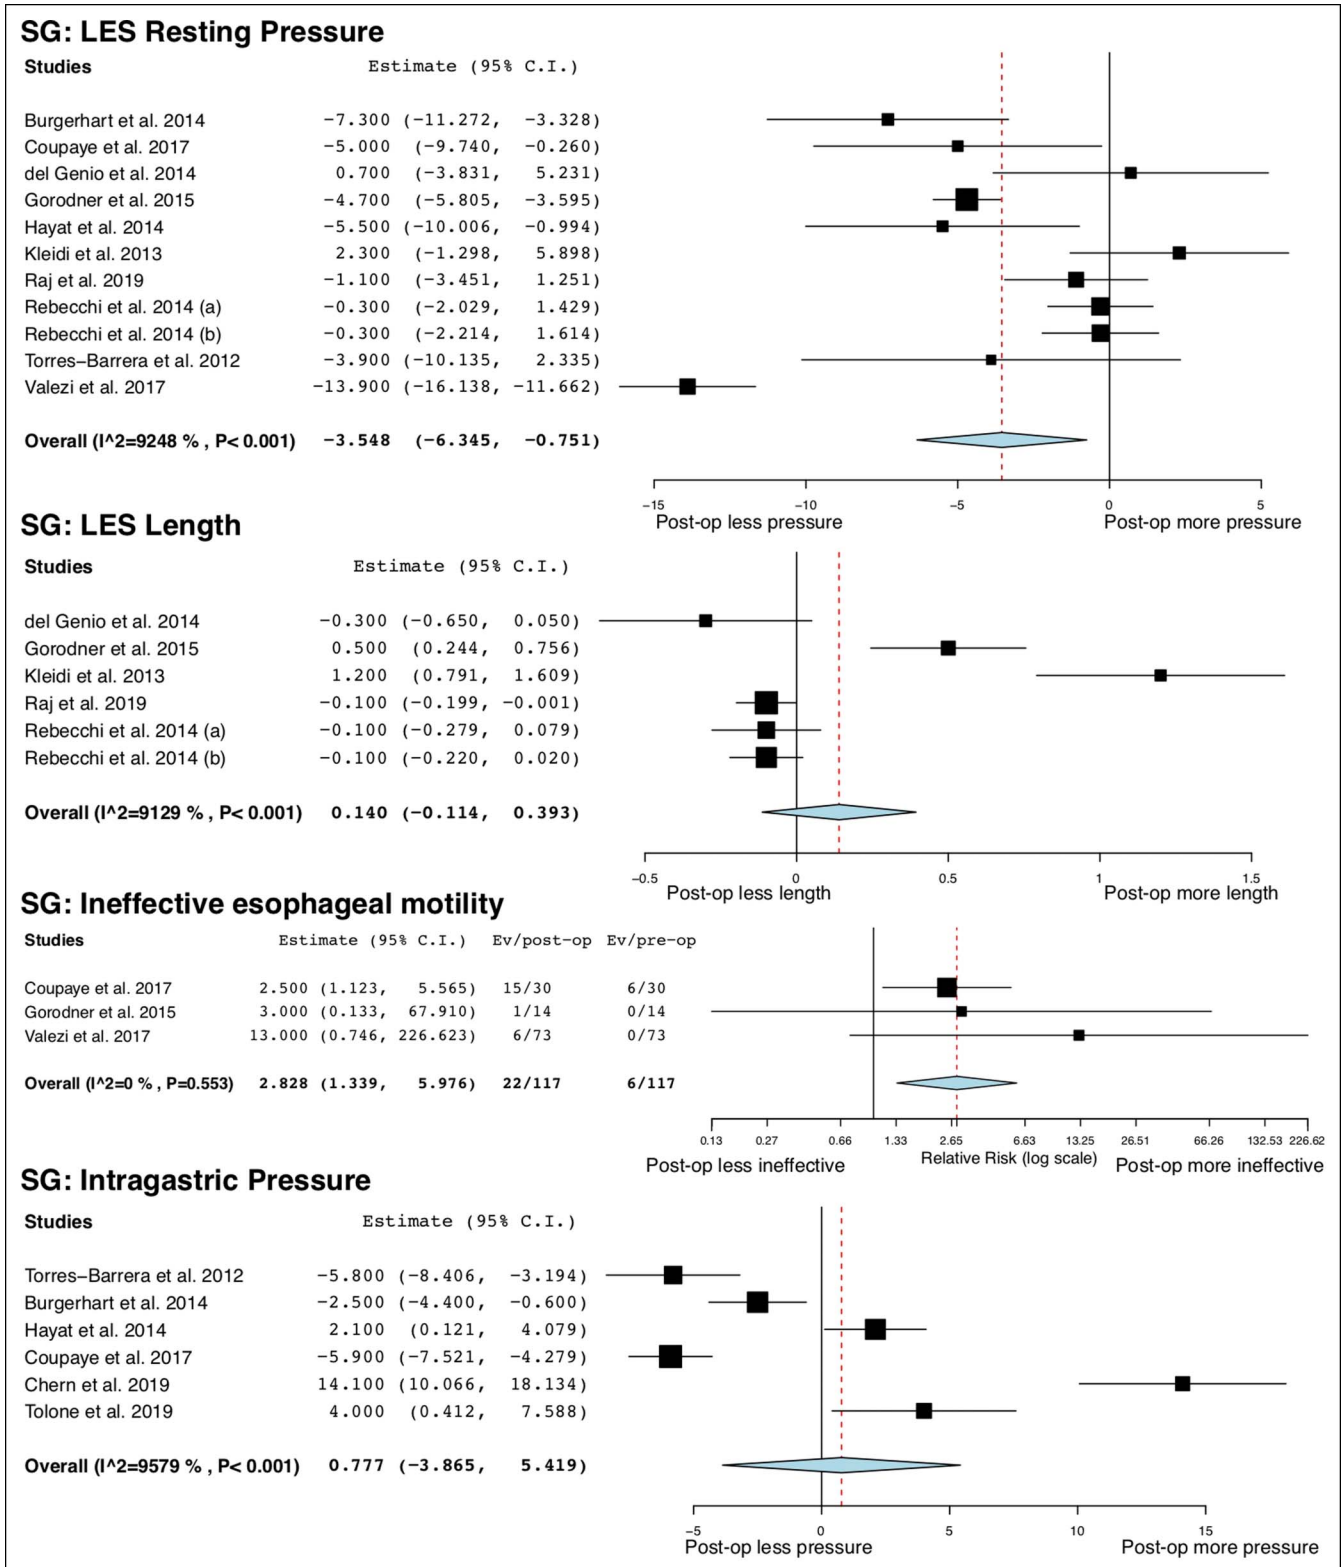 SG: LES Resting Pressure
Studies Estimate (95% C.I.)
Burgerhart et al. 2014 −7.300 (−11.272, −3.328)
Coupaye et al. 2017 −5.000 (−9.740, −0.260)
del Genio et al. 2014 0.700 (−3.831, 5.231)
Gorodner et al. 2015 −4.700 (−5.805, −3.595)
Hayat et al. 2014 −5.500 (−10.006, −0.994)
Kleidi et al. 2013 2.300 (−1.298, 5.898)
Raj et al. 2019 −1.100 (−3.451, 1.251)
Rebecchi et al. 2014 (a) −0.300 (−2.029, 1.429)
Rebecchi et al. 2014 (b) −0.300 (−2.214, 1.614)
Torres−Barrera et al. 2012 −3.900 (−10.135, 2.335)
Valezi et al. 2017 −13.900 (−16.138, −11.662)
Overall (I^2=9248 % , P< 0.001) −3.548 (−6.345, −0.751)
−15 −10 −5 0 5
Post-op less pressure Post-op more pressure
SG: LES Length
Studies Estimate (95% C.I.)
del Genio et al. 2014 −0.300 (−0.650, 0.050)
Gorodner et al. 2015 0.500 (0.244, 0.756)
Kleidi et al. 2013 1.200 (0.791, 1.609)
Raj et al. 2019 −0.100 (−0.199, −0.001)
Rebecchi et al. 2014 (a) −0.100 (−0.279, 0.079)
Rebecchi et al. 2014 (b) −0.100 (−0.220, 0.020)
Overall (I^2=9129 % , P< 0.001) 0.140 (−0.114, 0.393)
−0.5 0 0.5 1 1.5
Post-op less length Post-op more length
SG: Ineffective esophageal motility
Studies Estimate (95% C.I.) Ev/post−op Ev/pre−op
Coupaye et al. 2017 2.500 (1.123, 5.565) 15/30 6/30
Gorodner et al. 2015 3.000 (0.133, 67.910) 1/14 0/14
Valezi et al. 2017 13.000 (0.746, 226.623) 6/73 0/73
Overall (I^2=0 % , P=0.553) 2.828 (1.339, 5.976) 22/117 6/117
0.13 0.27 0.66 1.33 2.65 6.63 13.25 26.51 66.26 132.53 226.62
Post-op less ineffective Relative Risk (log scale) Post-op more ineffective
SG: Intragastric Pressure
Studies Estimate (95% C.I.)
Torres−Barrera et al. 2012 −5.800 (−8.406, −3.194)
Burgerhart et al. 2014 −2.500 (−4.400, −0.600)
Hayat et al. 2014 2.100 (0.121, 4.079)
Coupaye et al. 2017 −5.900 (−7.521, −4.279)
Chern et al. 2019 14.100 (10.066, 18.134)
Tolone et al. 2019 4.000 (0.412, 7.588)
Overall (I^2=9579 % , P< 0.001) 0.777 (−3.865, 5.419)
−5 0 5 10 15
Post-op less pressure Post-op more pressure